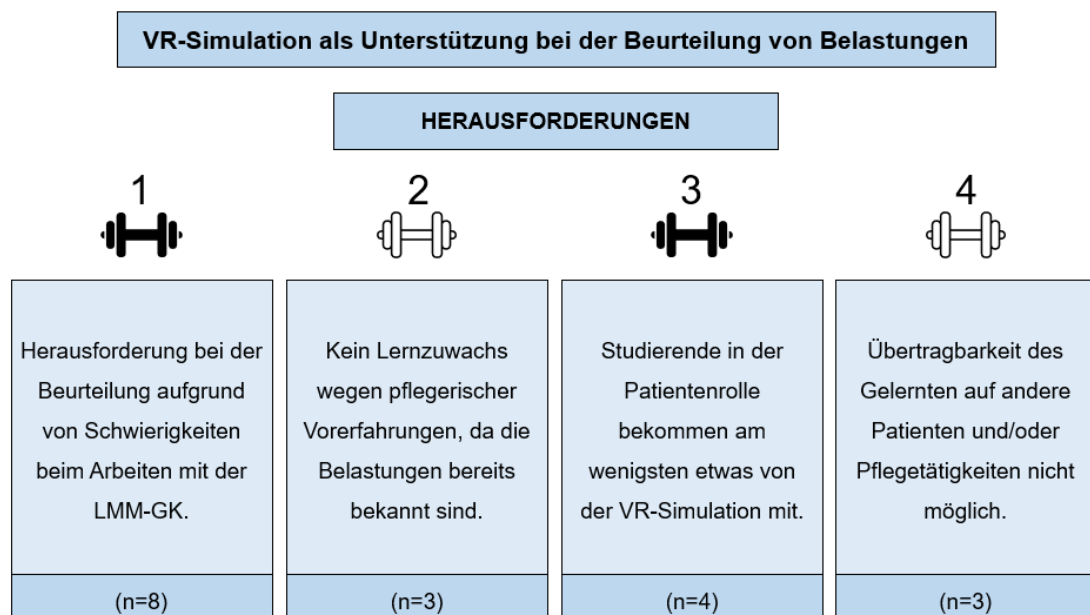 VR-Simulation als Unterstützung bei der Beurteilung von Belastungen
HERAUSFORDERUNGEN
1
Herausforderung bei der
Beurteilung aufgrund
von Schwierigkeiten
beim Arbeiten mit der
LMM-GK.
(n=8)
2
Kein Lernzuwachs
wegen pflegerischer
Vorerfahrungen, da die
Belastungen bereits
bekannt sind.
(n=3)
3
Studierende in der
Patientenrolle
bekommen am
wenigsten etwas von
der VR-Simulation mit.
(n=4)
4
Übertragbarkeit des
Gelernten auf andere
Patienten und/oder
Pflegetätigkeiten nicht
möglich.
(n=3)